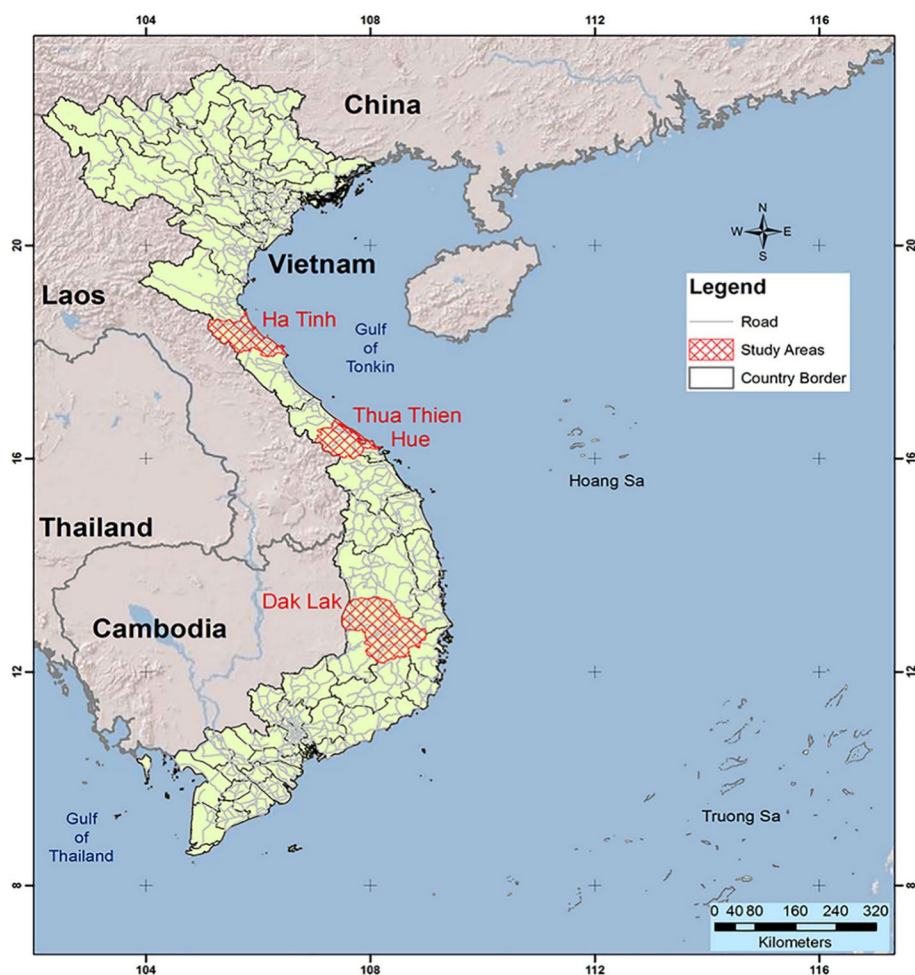 104
108
112
116
China
N
W E
S
20
20
Vietnam
Laos
Legend
Road
Study Areas
Country Border
Ha Tinh
Gulf
of
Tonkin
Thua Thien
Hue
16
16
Hoang Sa
Thailand
Dak Lak
Cambodia
12
12
Truong Sa
Gulf
of
Thailand
8
8
0 40 80 160 240 320
Kilometers
104
108
112
116